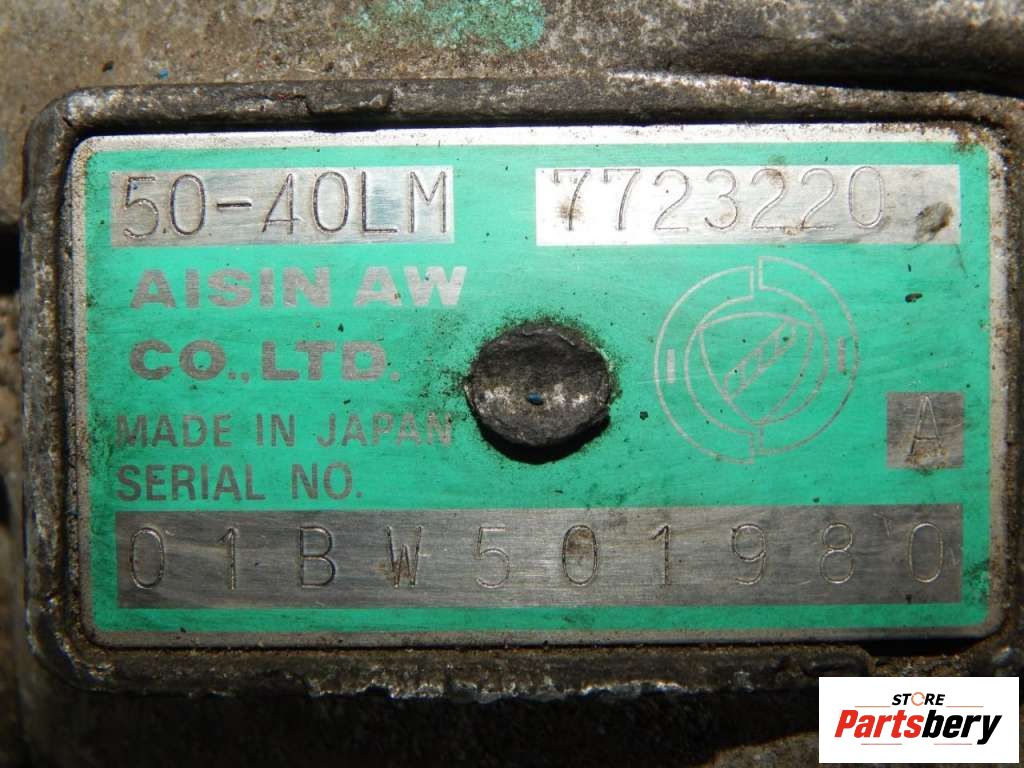 50-40LM 7723220
AISIN AW
CO., LTD.
MADE IN JAPAN
SERIAL NO.
A
01BW501980
STORE
Partsbery